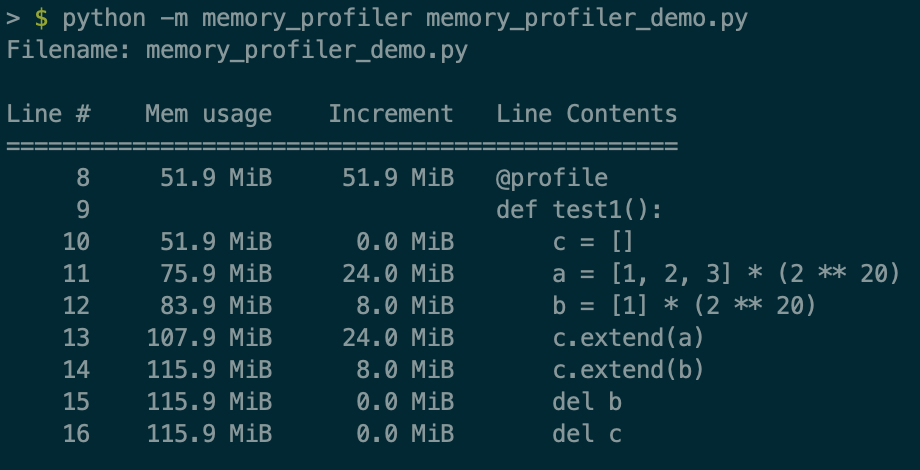 > $ python -m memory_profiler memory_profiler_demo.py
Filename: memory_profiler_demo.py
Line #    Mem usage    Increment   Line Contents
================================================
     8     51.9 MiB     51.9 MiB   @profile
     9                             def test1():
    10     51.9 MiB      0.0 MiB       c = []
    11     75.9 MiB     24.0 MiB       a = [1, 2, 3] * (2 ** 20)
    12     83.9 MiB      8.0 MiB       b = [1] * (2 ** 20)
    13    107.9 MiB     24.0 MiB       c.extend(a)
    14    115.9 MiB      8.0 MiB       c.extend(b)
    15    115.9 MiB      0.0 MiB       del b
    16    115.9 MiB      0.0 MiB       del c